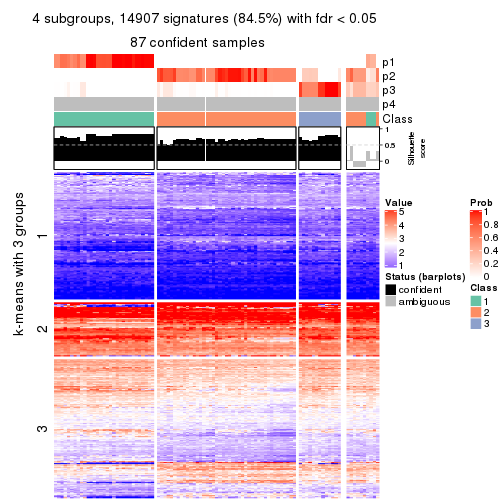 4 subgroups, 14907 signatures (84.5%) with fdr < 0.05
87 confident samples
p1
p2
p3
p4
Class
1
0.5
0
Silhouette
score
k-means with 3 groups
1
2
3
Value
5
4
3
2
1
Status (barplots)
confident
ambiguous
Prob
1
0.8
0.6
0.4
0.2
0
Class
1
2
3